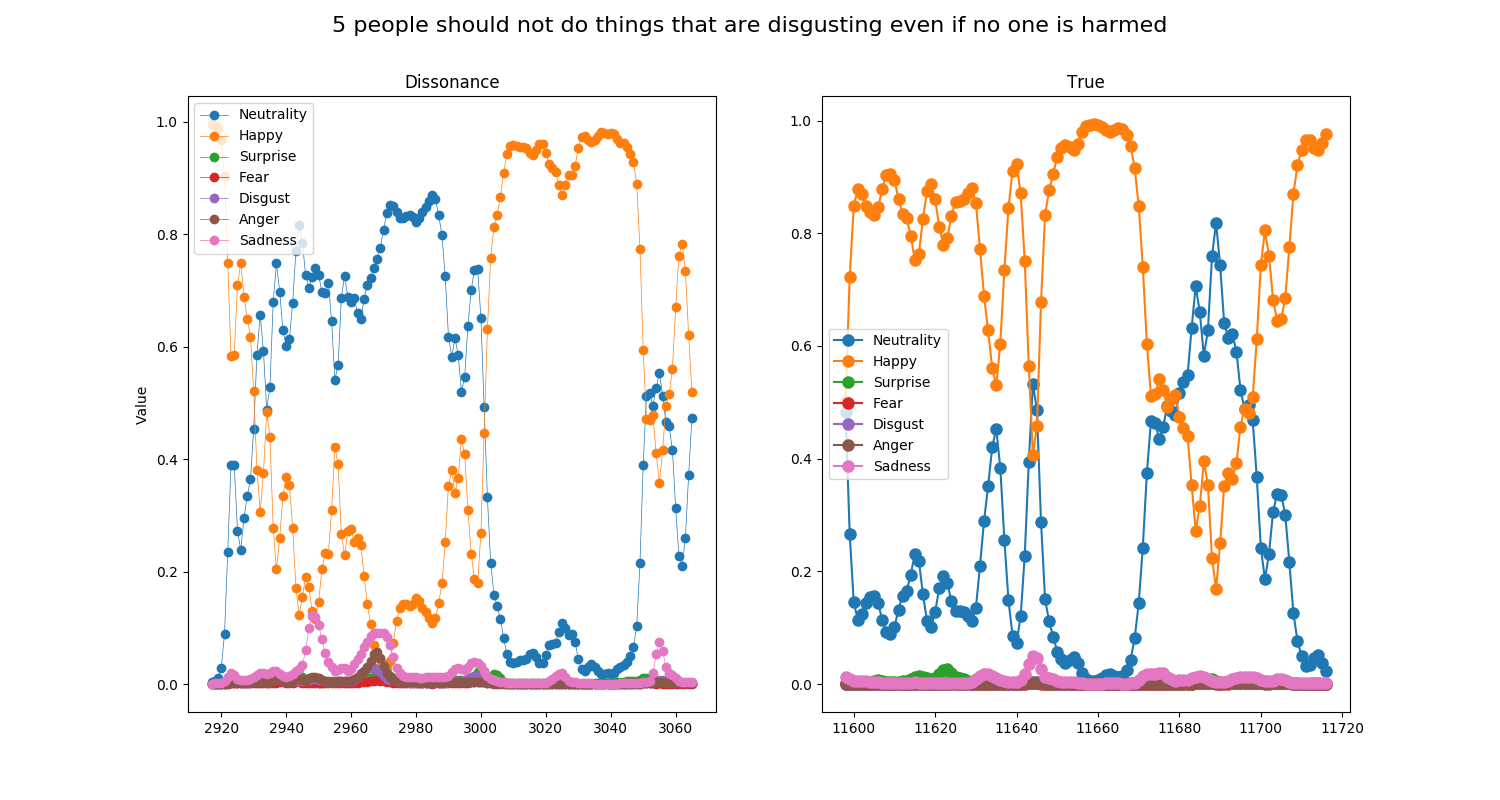 5 people should not do things that are disgusting even if no one is harmed
Dissonance
Value
1.0
0.8
0.6
0.4
0.2
0.0
Neutrality
Happy
Surprise
Fear
Disgust
Anger
Sadness
2920 2940 2960 2980 3000 3020 3040 3060
True
1.0
0.8
0.6
0.4
0.2
0.0
Neutrality
Happy
Surprise
Fear
Disgust
Anger
Sadness
11600 11620 11640 11660 11680 11700 11720